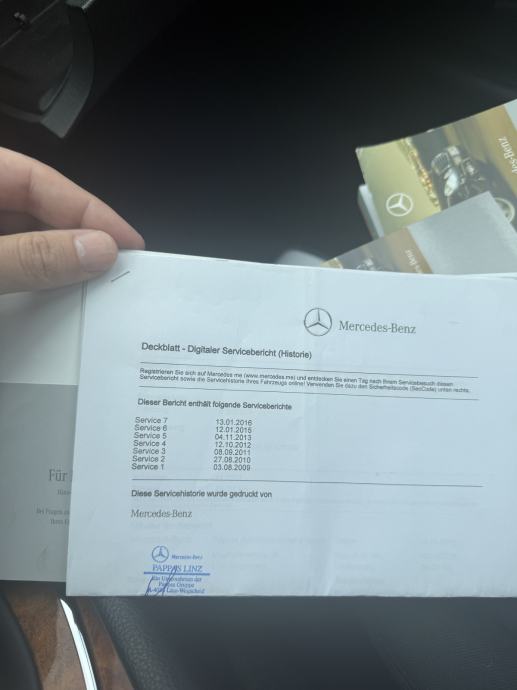 Mercedes-Benz
Deckblatt - Digitaler Servicebericht (Historie)
Registrieren Sie sich auf Mercedes me (www.mercedes.me) und entdecken Sie einen Tag nach Ihrem Servicebesuch diesen
Servicebericht sowie die Servicehistorie Ihres Fahrzeugs online! Verwenden Sie dazu den Sicherheitscode (SecCode) unten rechts.
Dieser Bericht enthält folgende Serviceberichte
Service 7 13.01.2016
Service 6 12.01.2015
Service 5 04.11.2013
Service 4 12.10.2012
Service 3 08.09.2011
Service 2 27.08.2010
Service 1 03.08.2009
Diese Servicehistorie wurde gedruckt von
Mercedes-Benz
Mercedes-Benz
PAPPAS LINZ
Ein Unternehmen der
Pappas Gruppe
Linz-Wegscheid
Für
Bei Fragen